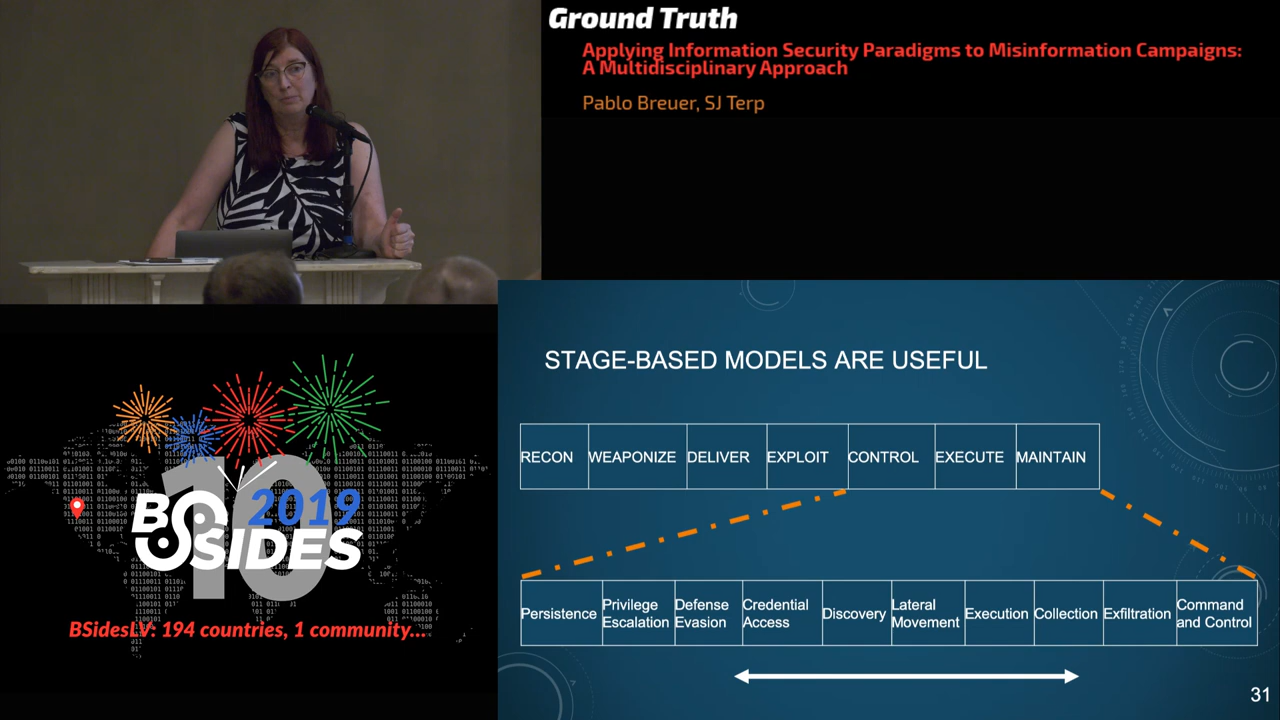 Ground Truth
Applying Information Security Paradigms to Misinformation Campaigns:
A Multidisciplinary Approach
Pablo Breuer, SJ Terp
STAGE-BASED MODELS ARE USEFUL
RECON WEAPONIZE DELIVER EXPLOIT CONTROL EXECUTE MAINTAIN
Persistence
Privilege
Escalation
Defense
Evasion
Credential
Access
Discovery
Lateral
Movement
Execution
Collection
Exfiltration
Command
and Control
31
10
2019
BSIDES
BSidesLV: 194 countries, 1 community...